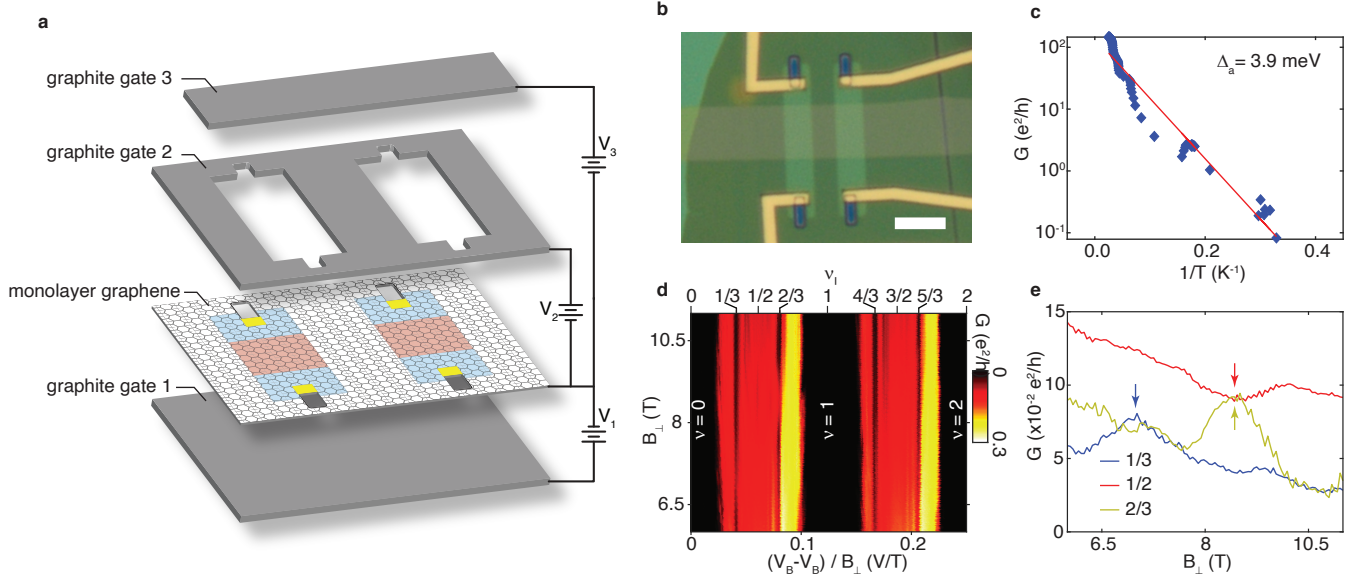 a
graphite gate 3
graphite gate 2
monolayer graphene
graphite gate 1
V3
V2
V1
b
c
G (e²/h)
10²
10¹
10⁰
10⁻¹
Δa = 3.9 meV
0.0
0.2
0.4
1/T (K⁻¹)
d
νI
0
1/3
1/2
2/3
1
4/3
3/2
5/3
2
B⊥ (T)
10.5
8
6.5
ν = 0
ν = 1
ν = 2
0
0.1
0.2
(VB-VB) / B⊥ (V/T)
G (e²/h)
0
0.3
e
G (x10⁻² e²/h)
15
10
5
0
1/3
1/2
2/3
6.5
8
10.5
B⊥ (T)